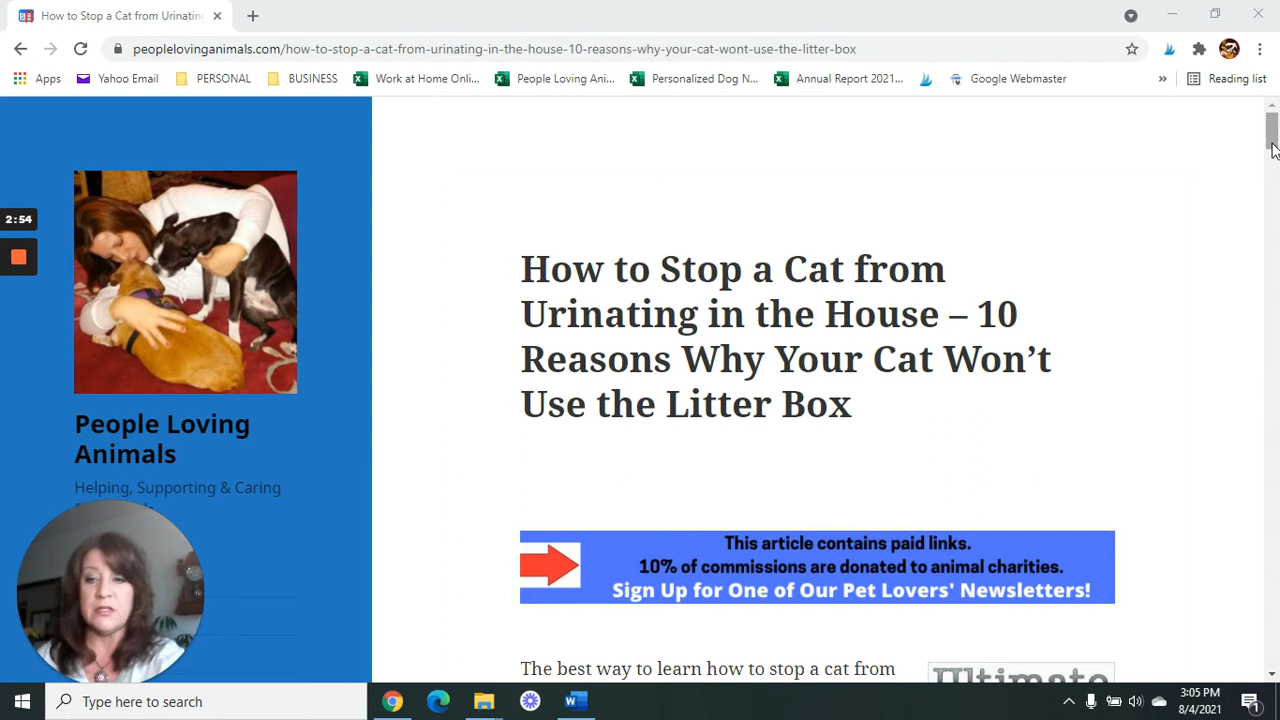 How to Stop a Cat from Urinatin
peoplelovinganimals.com/how-to-stop-a-cat-from-urinating-in-the-house-10-reasons-why-your-cat-wont-use-the-litter-box
Apps Yahoo Email PERSONAL BUSINESS Work at Home Onli... People Loving Ani... Personalized Dog N... Annual Report 2021... Google Webmaster » Reading list
2:54
How to Stop a Cat from
Urinating in the House – 10
Reasons Why Your Cat Won’t
Use the Litter Box
People Loving
Animals
Helping, Supporting & Caring
This article contains paid links.
10% of commissions are donated to animal charities.
Sign Up for One of Our Pet Lovers' Newsletters!
The best way to learn how to stop a cat from
Ultimate
Type here to search
3:05 PM
8/4/2021
1